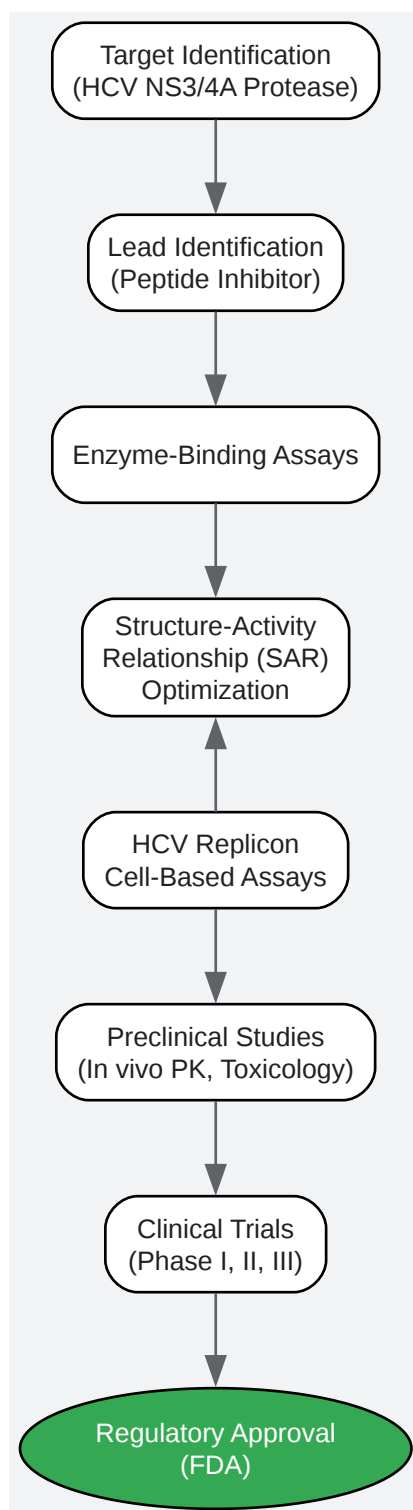 Target Identification
(HCV NS3/4A Protease)
Lead Identification
(Peptide Inhibitor)
Enzyme-Binding Assays
Structure-Activity
Relationship (SAR)
Optimization
HCV Replicon
Cell-Based Assays
Preclinical Studies
(In vivo PK, Toxicology)
Clinical Trials
(Phase I, II, III)
Regulatory Approval
(FDA)